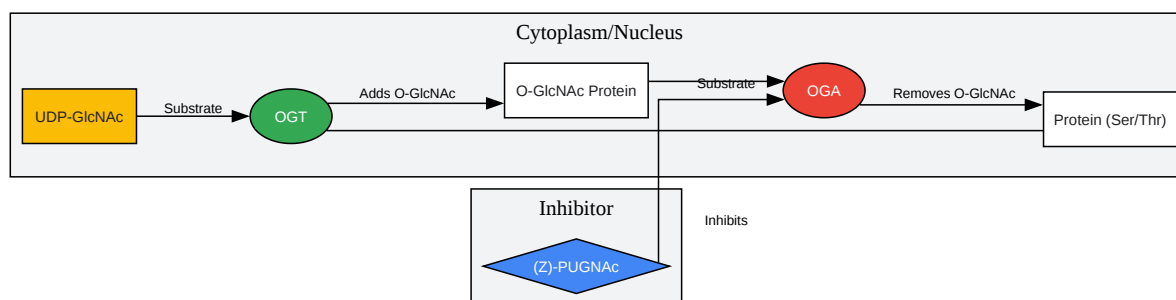 Cytoplasm/Nucleus
UDP-GlcNAc
Substrate
OGT
Adds O-GlcNAc
O-GlcNAc Protein
Substrate
OGA
Removes O-GlcNAc
Protein (Ser/Thr)
Inhibitor
(Z)-PUGNAc
Inhibits